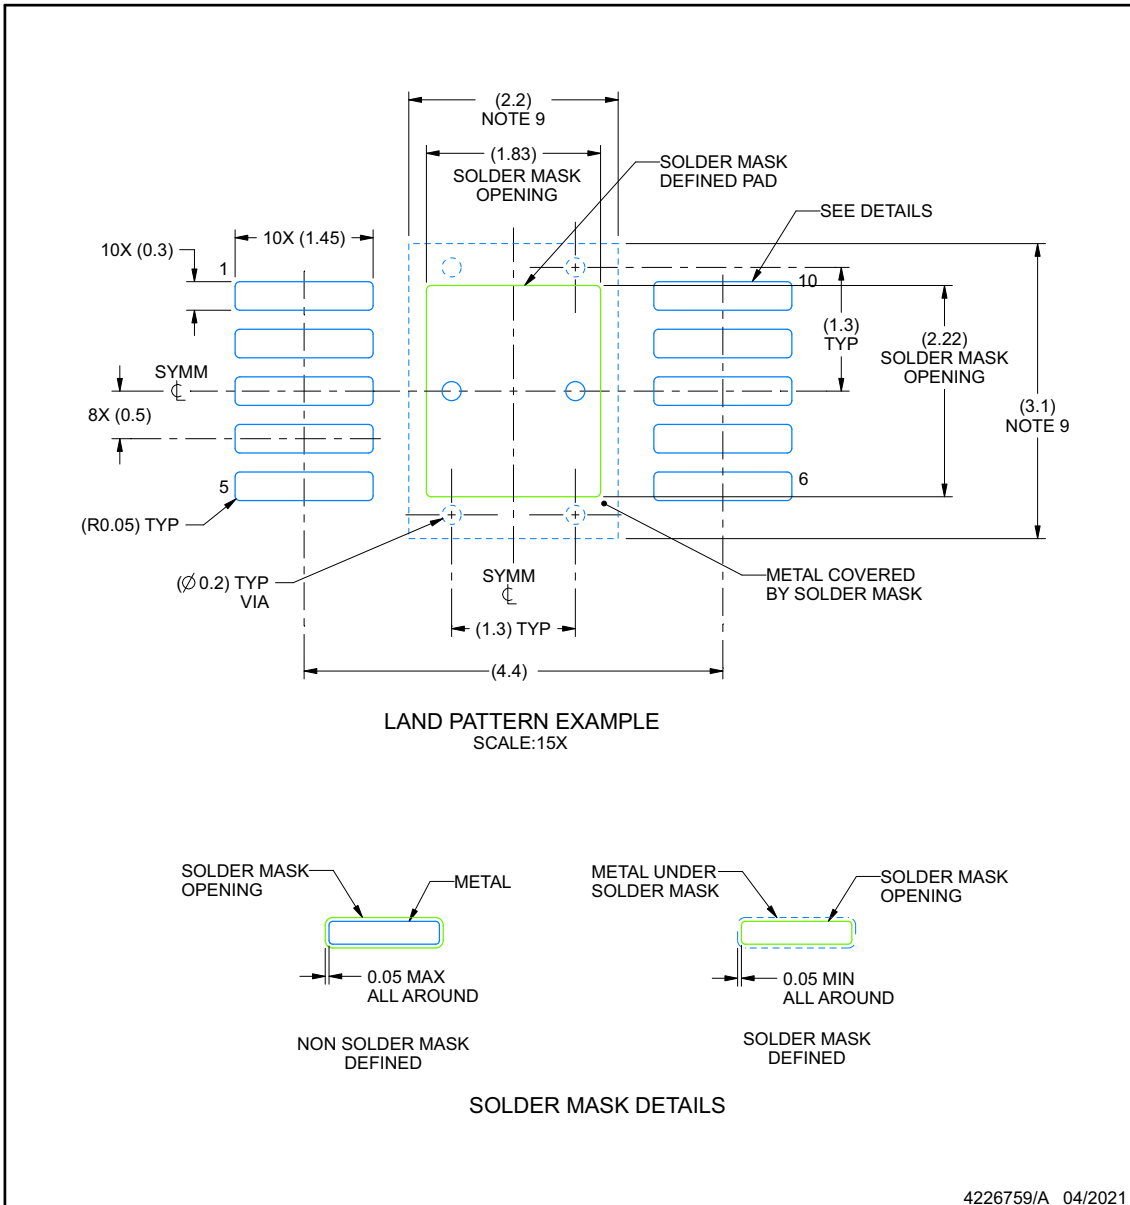 (2.2)
NOTE 9
(1.83)
SOLDER MASK
OPENING
SOLDER MASK
DEFINED PAD
SEE DETAILS
10X (1.45)
10X (0.3)
1
10
(1.3)
TYP
(2.22)
SOLDER MASK
OPENING
SYMM
℄
8X (0.5)
(3.1)
NOTE 9
5
6
(R0.05) TYP
(Ø 0.2) TYP
VIA
SYMM
℄
METAL COVERED
BY SOLDER MASK
(1.3) TYP
(4.4)
LAND PATTERN EXAMPLE
SCALE:15X
SOLDER MASK
OPENING
METAL
0.05 MAX
ALL AROUND
NON SOLDER MASK
DEFINED
METAL UNDER
SOLDER MASK
SOLDER MASK
OPENING
0.05 MIN
ALL AROUND
SOLDER MASK
DEFINED
SOLDER MASK DETAILS
4226759/A 04/2021